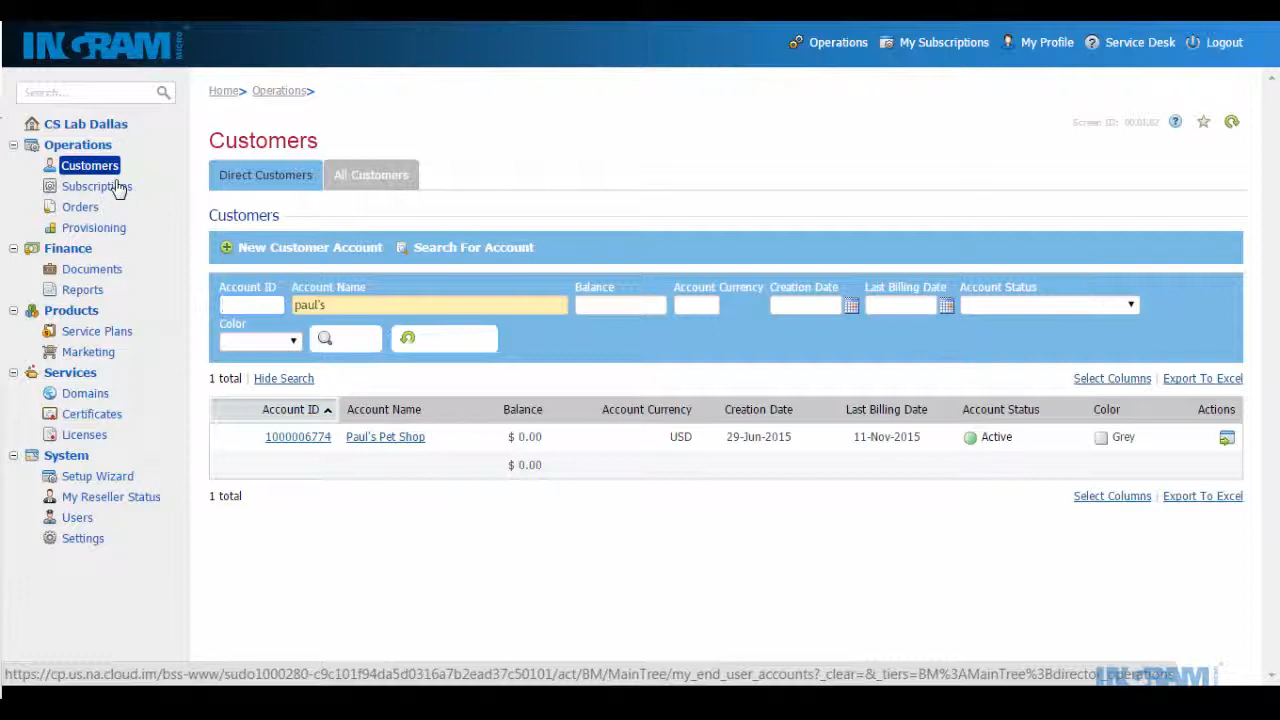 INGRAM MICRO
Operations My Subscriptions My Profile Service Desk Logout
Search...
Home> Operations>
CS Lab Dallas
Operations
Customers
Subscriptions
Orders
Provisioning
Finance
Documents
Reports
Products
Service Plans
Marketing
Services
Domains
Certificates
Licenses
System
Setup Wizard
My Reseller Status
Users
Settings
Screen ID: 00.01.02
Customers
Direct Customers All Customers
Customers
New Customer Account Search For Account
Account ID Account Name Balance Account Currency Creation Date Last Billing Date Account Status
paul's
Color
1 total | Hide Search Select Columns | Export To Excel
Account ID Account Name Balance Account Currency Creation Date Last Billing Date Account Status Color Actions
1000006774 Paul's Pet Shop $ 0.00 USD 29-Jun-2015 11-Nov-2015 Active Grey
$ 0.00
1 total Select Columns | Export To Excel
https://cp.us.na.cloud.im/bss-www/sudo1000280-c9c101f94da5d0316a7b2ead37c50101/act/BM/MainTree/my_end_user_accounts?_clear=&_tiers=BM%3AMainTree%3Bdirector_operations
INGRAM